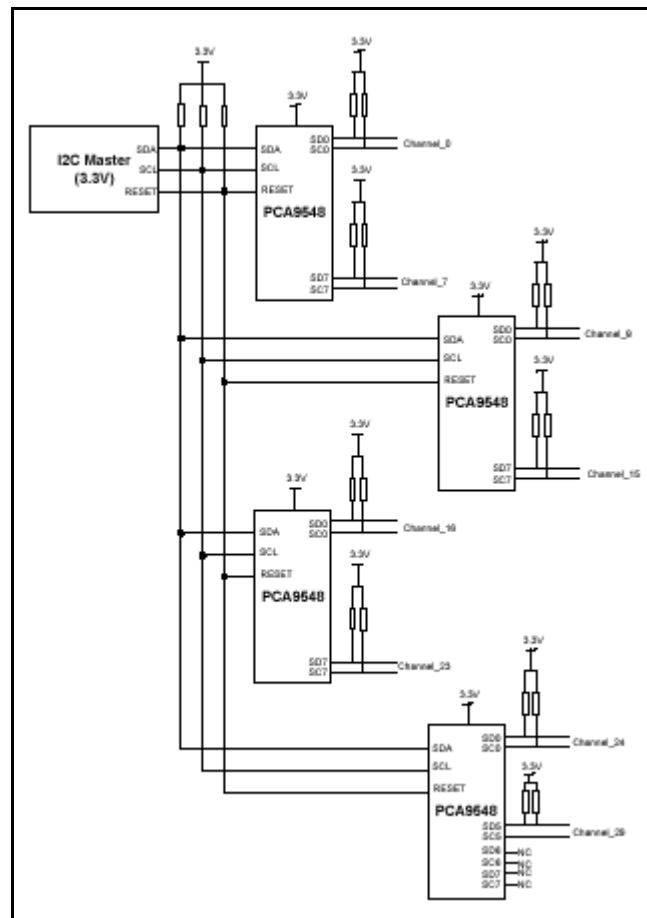 3.3V
3.3V
3.3V
I2C Master
(3.3V)
SDA
SCL
RESET
SDA
SCL
RESET
PCA9548
SD0
SC0
Channel_0
3.3V
SD7
SC7
Channel_7
3.3V
3.3V
SDA
SCL
RESET
PCA9548
SD0
SC0
Channel_8
3.3V
SD7
SC7
Channel_15
3.3V
3.3V
SDA
SCL
RESET
PCA9548
SD0
SC0
Channel_16
3.3V
SD7
SC7
Channel_23
3.3V
3.3V
SDA
SCL
RESET
PCA9548
SD0
SC0
Channel_24
3.3V
SD5
SC5
Channel_29
SD6
NC
SC6
NC
SD7
NC
SC7
NC